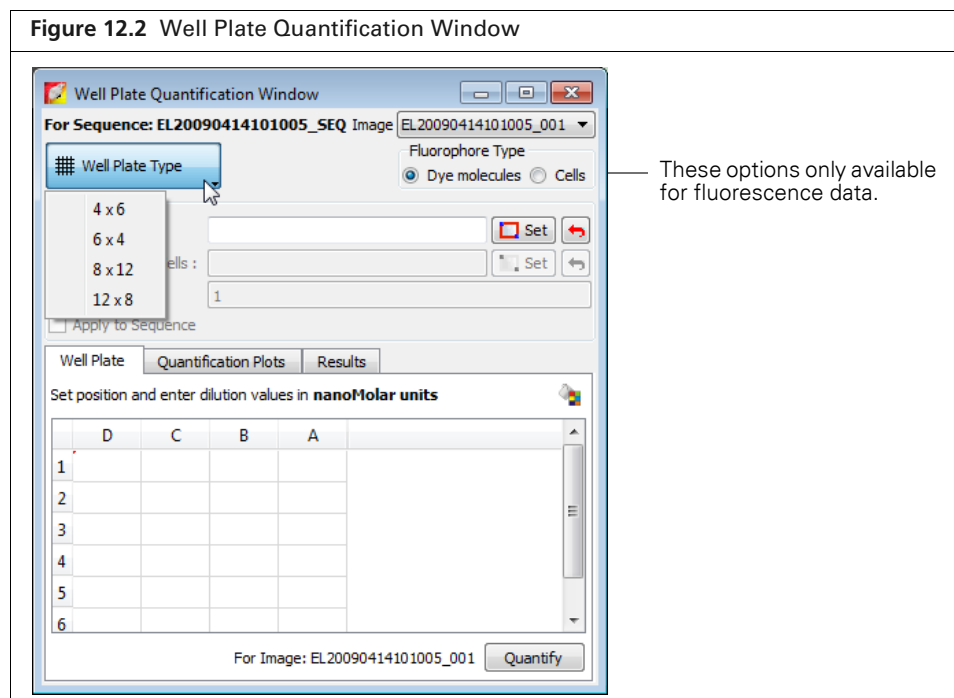 Figure 12.2 Well Plate Quantification Window
Well Plate Quantification Window
For Sequence: EL20090414101005_SEQ Image EL20090414101005_001
Well Plate Type
Fluorophore Type
Dye molecules Cells
These options only available
for fluorescence data.
4 x 6
6 x 4
8 x 12
12 x 8
Set
ells :
Set
1
Apply to Sequence
Well Plate Quantification Plots Results
Set position and enter dilution values in nanoMolar units
D C B A
1
2
3
4
5
6
For Image: EL20090414101005_001 Quantify